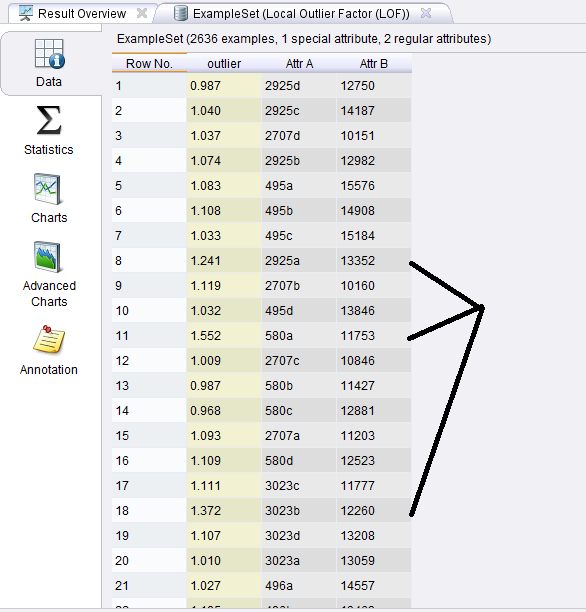 Result Overview ExampleSet (Local Outlier Factor (LOF))
ExampleSet (2636 examples, 1 special attribute, 2 regular attributes)
Data
Statistics
Charts
Advanced
Charts
Annotation
Row No. outlier Attr A Attr B
1 0.987 2925d 12750
2 1.040 2925c 14187
3 1.037 2707d 10151
4 1.074 2925b 12982
5 1.083 495a 15576
6 1.108 495b 14908
7 1.033 495c 15184
8 1.241 2925a 13352
9 1.119 2707b 10160
10 1.032 495d 13846
11 1.552 580a 11753
12 1.009 2707c 10846
13 0.987 580b 11427
14 0.968 580c 12881
15 1.093 2707a 11203
16 1.109 580d 12523
17 1.111 3023c 11777
18 1.372 3023b 12260
19 1.107 3023d 13208
20 1.010 3023a 13059
21 1.027 496a 14557